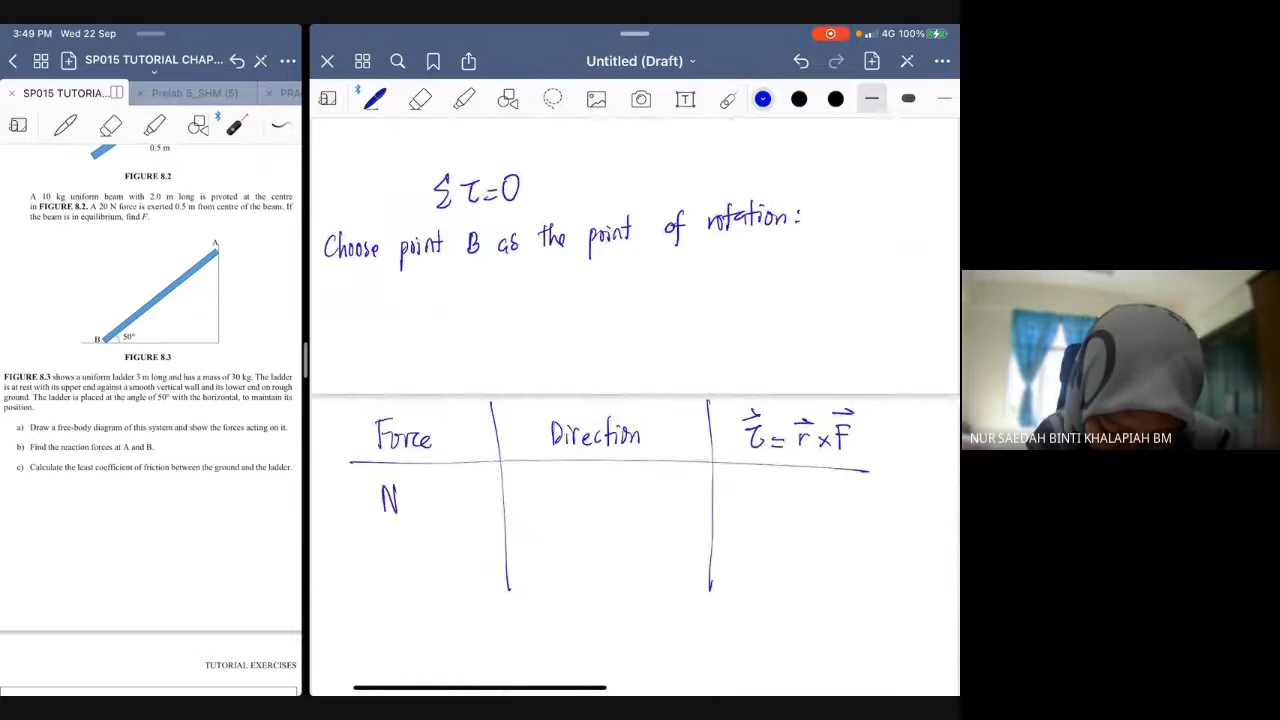 3:49 PM Wed 22 Sep
4G 100%
SP015 TUTORIAL CHAP...
Untitled (Draft)
SP015 TUTORIA...
Prelab 5_SHM (5)
PRA
0.5 m
FIGURE 8.2
A 10 kg uniform beam with 2.0 m long is pivoted at the centre
in FIGURE 8.2. A 20 N force is exerted 0.5 m from centre of the beam. If
the beam is in equilibrium, find F.
A
B
50°
FIGURE 8.3
FIGURE 8.3 shows a uniform ladder 3 m long and has a mass of 30 kg. The ladder
is at rest with its upper end against a smooth vertical wall and its lower end on rough
ground. The ladder is placed at the angle of 50° with the horizontal, to maintain its
position.
a) Draw a free-body diagram of this system and show the forces acting on it.
b) Find the reaction forces at A and B.
c) Calculate the least coefficient of friction between the ground and the ladder.
TUTORIAL EXERCISES
Σ τ = 0
Choose point B as the point of rotation:
Force Direction τ⃗ = r⃗ × F⃗
N
NUR SAEDAH BINTI KHALAPIAH BM